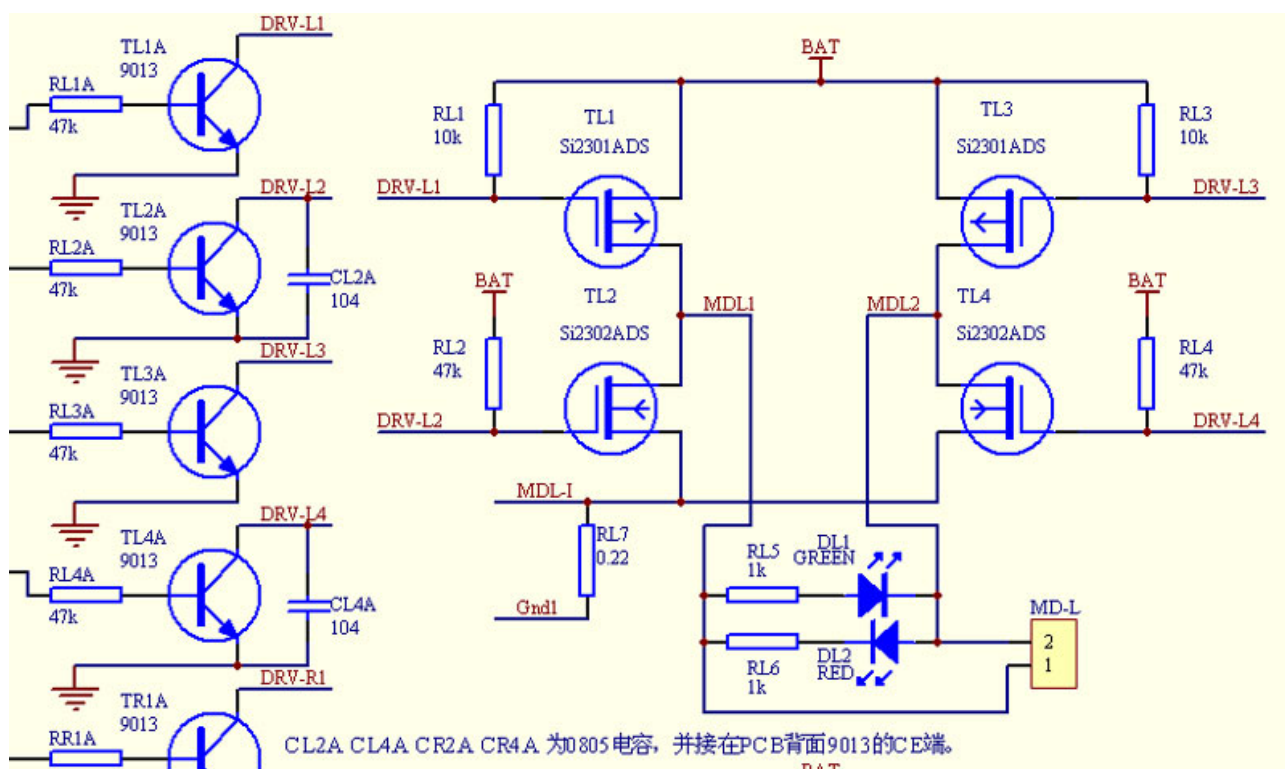 DRV-L1
TL1A
9013
RL1A
47k
DRV-L2
TL2A
9013
RL2A
47k
CL2A
104
DRV-L3
TL3A
9013
RL3A
47k
DRV-L4
TL4A
9013
RL4A
47k
CL4A
104
DRV-R1
TR1A
9013
RR1A
BAT
RL1
10k
TL1
Si2301ADS
TL3
Si2301ADS
RL3
10k
DRV-L1
DRV-L3
BAT
TL2
Si2302ADS
MDL1
MDL2
TL4
Si2302ADS
BAT
RL2
47k
RL4
47k
DRV-L2
DRV-L4
MDL-I
RL7
0.22
Gnd1
RL5
1k
DL1
GREEN
RL6
1k
DL2
RED
MD-L
2
1
CL2A CL4A CR2A CR4A 为0805电容，并接在PCB背面9013的CE端。
BAT